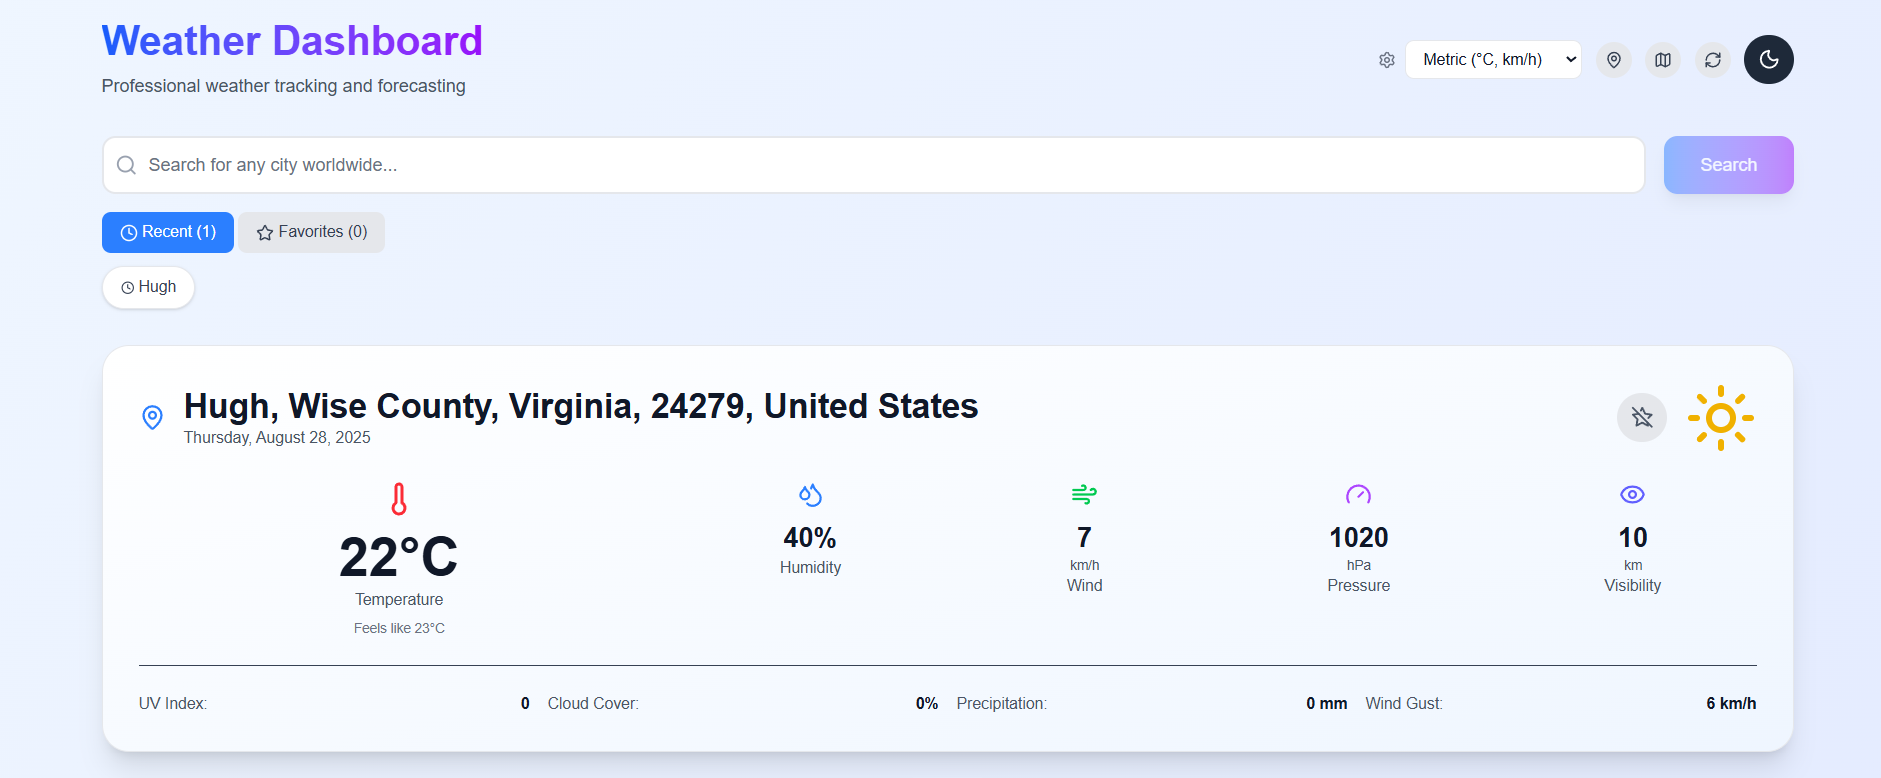 Weather Dashboard
Professional weather tracking and forecasting
Metric (°C, km/h)
Search for any city worldwide...
Search
Recent (1)
Favorites (0)
Hugh
Hugh, Wise County, Virginia, 24279, United States
Thursday, August 28, 2025
22°C
Temperature
Feels like 23°C
40%
Humidity
7
km/h
Wind
1020
hPa
Pressure
10
km
Visibility
UV Index: 0
Cloud Cover: 0%
Precipitation: 0 mm
Wind Gust: 6 km/h